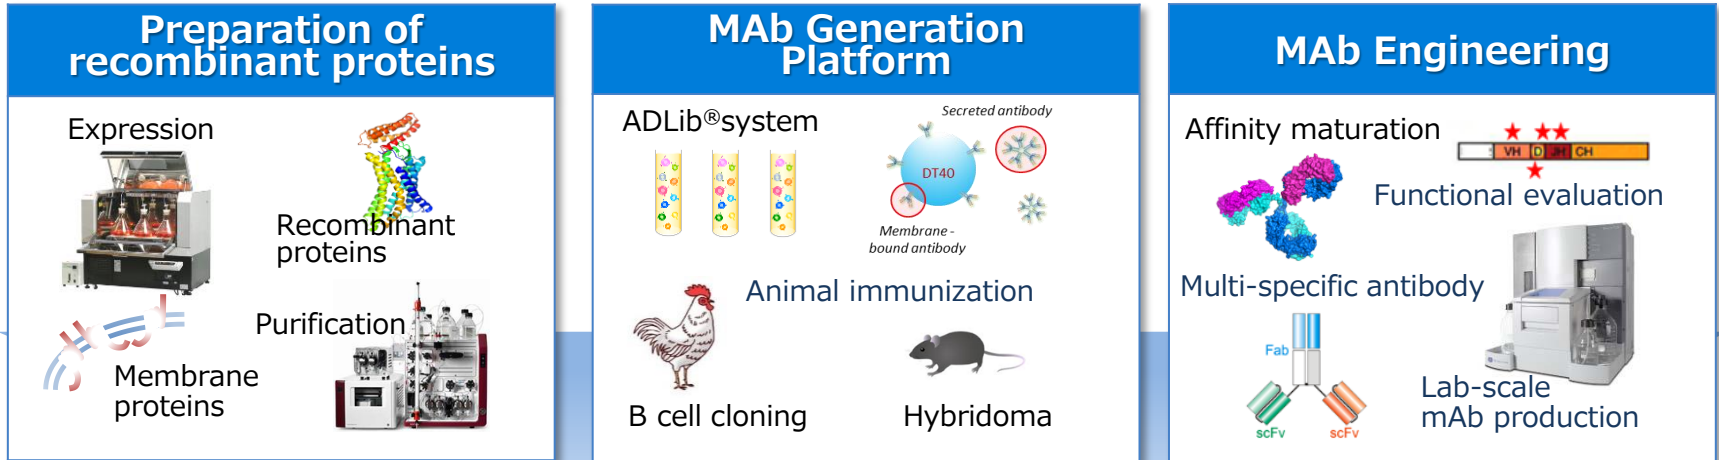 Preparation of
recombinant proteins
Expression
Recombinant
proteins
Purification
Membrane
proteins
MAb Generation
Platform
ADLib®system
Secreted antibody
DT40
Membrane -
bound antibody
Animal immunization
B cell cloning
Hybridoma
MAb Engineering
Affinity maturation
VH D JH CH
Functional evaluation
Multi-specific antibody
Fab
scFv
scFv
Lab-scale
mAb production